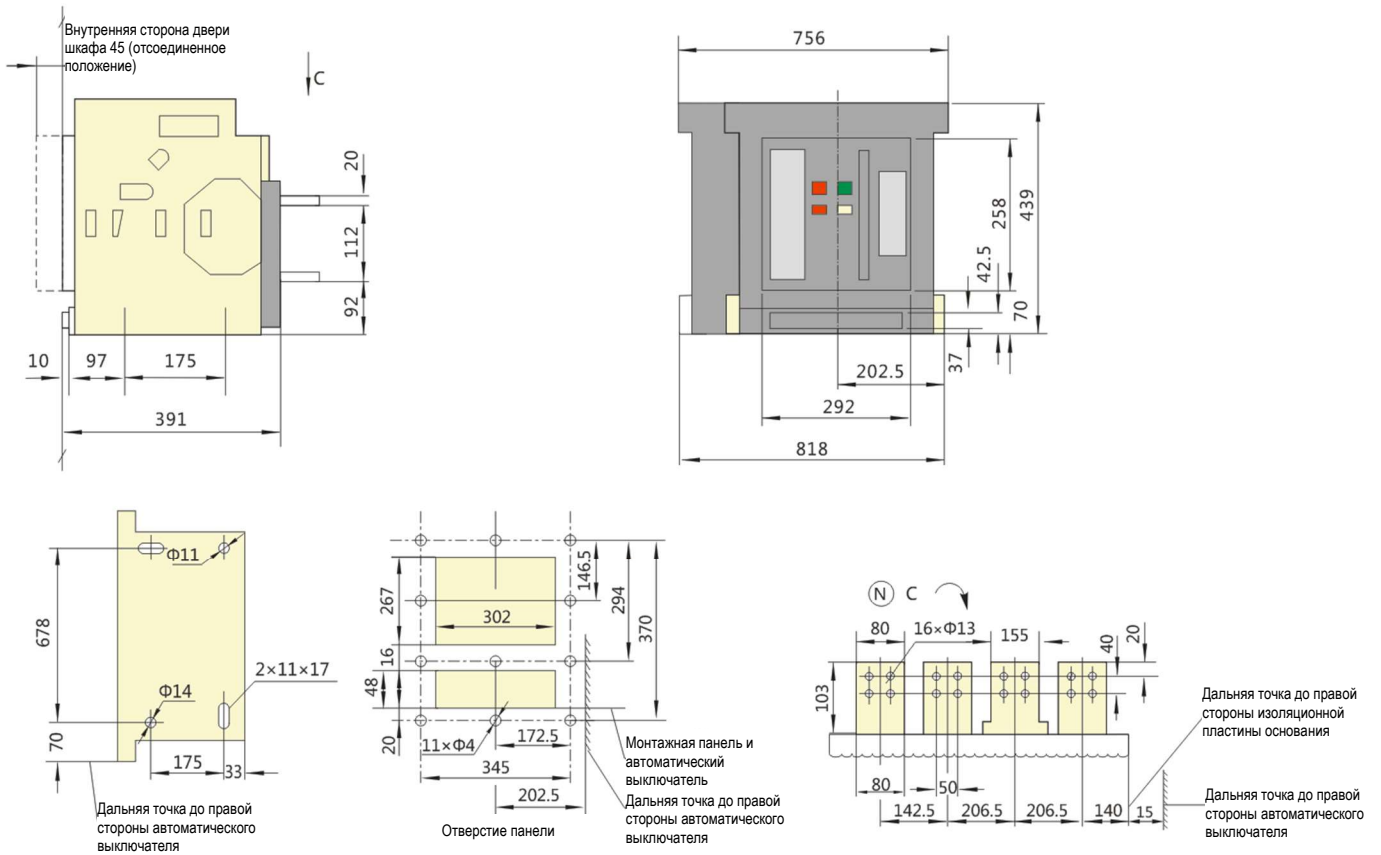 Внутренняя сторона двери
шкафа 45 (отсоединенное
положение)
C
20
112
92
10
97
175
391
756
258
439
42.5
70
37
202.5
292
818
678
70
Φ11
Φ14
2×11×17
175
33
Дальняя точка до правой
стороны автоматического
выключателя
267
16
48
20
302
146.5
294
370
11×Φ4
172.5
345
202.5
Отверстие панели
Монтажная панель и
автоматический
выключатель
Дальняя точка до правой
стороны автоматического
выключателя
N C
80
16×Φ13
155
40
20
103
80
50
142.5
206.5
206.5
140
15
Дальняя точка до правой
стороны изоляционной
пластины основания
Дальняя точка до правой
стороны автоматического
выключателя